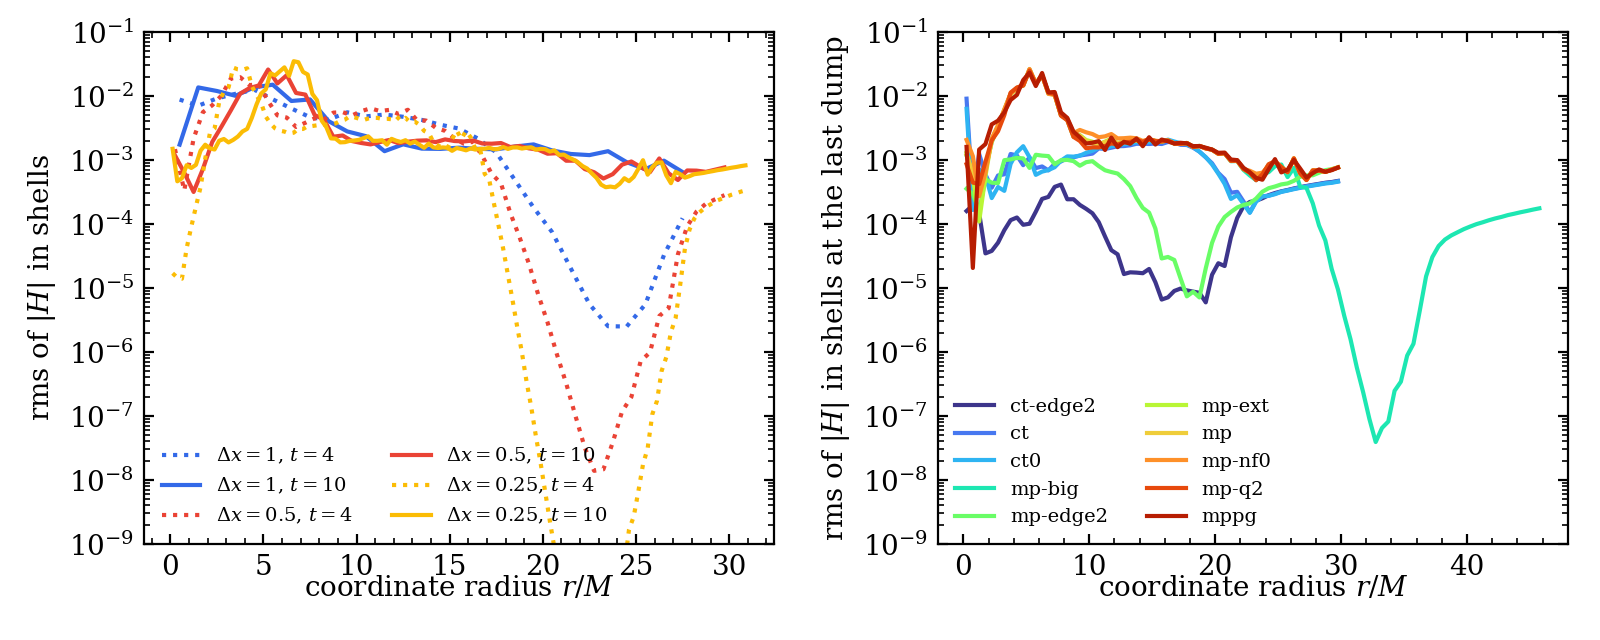 rms of |H| in shells
10⁻¹
10⁻²
10⁻³
10⁻⁴
10⁻⁵
10⁻⁶
10⁻⁷
10⁻⁸
10⁻⁹
Δx = 1, t = 4
Δx = 1, t = 10
Δx = 0.5, t = 4
Δx = 0.5, t = 10
Δx = 0.25, t = 4
Δx = 0.25, t = 10
0 5 10 15 20 25 30
coordinate radius r/M
rms of |H| in shells at the last dump
10⁻¹
10⁻²
10⁻³
10⁻⁴
10⁻⁵
10⁻⁶
10⁻⁷
10⁻⁸
10⁻⁹
ct-edge2
ct
ct0
mp-big
mp-edge2
mp-ext
mp
mp-nf0
mp-q2
mppg
0 10 20 30 40
coordinate radius r/M